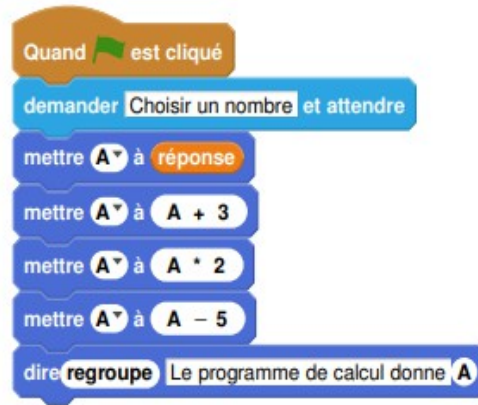 Quand est cliqué
demander Choisir un nombre et attendre
mettre A à réponse
mettre A à A + 3
mettre A à A * 2
mettre A à A − 5
dire regroupe Le programme de calcul donne A